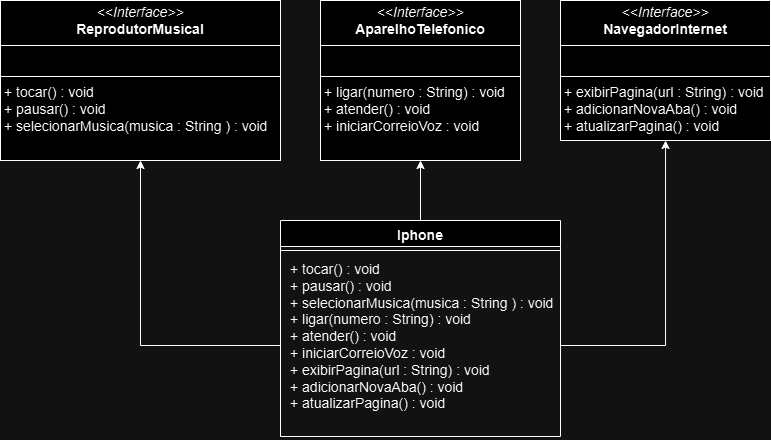 <<Interface>>
ReprodutorMusical
+ tocar() : void
+ pausar() : void
+ selecionarMusica(musica : String ) : void
<<Interface>>
AparelhoTelefonico
+ ligar(numero : String) : void
+ atender() : void
+ iniciarCorreioVoz : void
<<Interface>>
NavegadorInternet
+ exibirPagina(url : String) : void
+ adicionarNovaAba() : void
+ atualizarPagina() : void
Iphone
+ tocar() : void
+ pausar() : void
+ selecionarMusica(musica : String ) : void
+ ligar(numero : String) : void
+ atender() : void
+ iniciarCorreioVoz : void
+ exibirPagina(url : String) : void
+ adicionarNovaAba() : void
+ atualizarPagina() : void